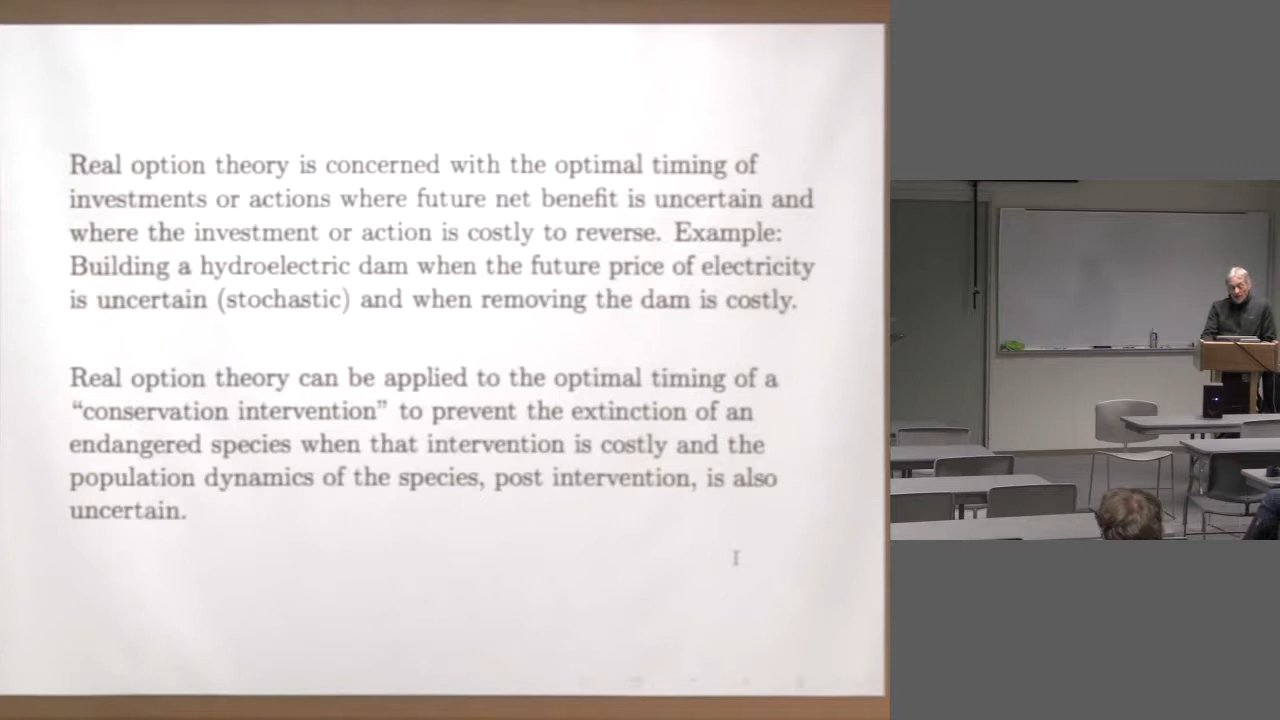 Real option theory is concerned with the optimal timing of
investments or actions where future net benefit is uncertain and
where the investment or action is costly to reverse. Example:
Building a hydroelectric dam when the future price of electricity
is uncertain (stochastic) and when removing the dam is costly.
Real option theory can be applied to the optimal timing of a
“conservation intervention” to prevent the extinction of an
endangered species when that intervention is costly and the
population dynamics of the species, post intervention, is also
uncertain.